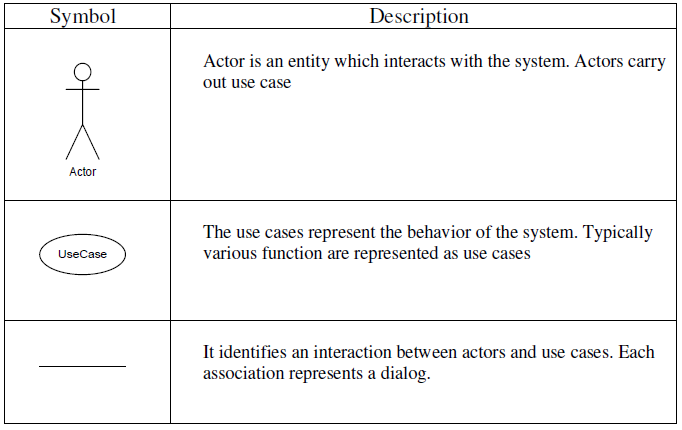 Symbol Description
Actor is an entity which interacts with the system. Actors carry
out use case
Actor
The use cases represent the behavior of the system. Typically
various function are represented as use cases
UseCase
It identifies an interaction between actors and use cases. Each
association represents a dialog.